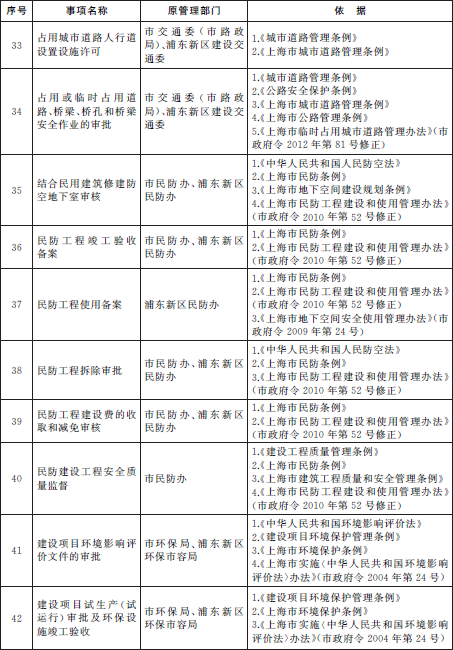 序号 事项名称 原管理部门 依 据
33
占用城市道路人行道
设置设施许可
市交通委(市路政
局)、浦东新区建设交
通委
1.《城市道路管理条例》
2.《上海市城市道路管理条例》
34
占用或临时占用道
路、桥梁、桥孔和桥梁
安全作业的审批
市交通委(市路政
局)、浦东新区建设交
通委
1.《城市道路管理条例》
2.《公路安全保护条例》
3.《上海市城市道路管理条例》
4.《上海市公路管理条例》
5.《上海市临时占用城市道路管理办法》(市
政府令 2012 年第 81 号修正)
35
结合民用建筑修建防
空地下室审核
市民防办、浦东新区
民防办
1.《中华人民共和国人民防空法》
2.《上海市民防条例》
3.《上海市地下空间建设规划条例》
4.《上海市民防工程建设和使用管理办法》
(市政府令 2010 年第 52 号修正)
36
民防工程竣工验收
备案
市民防办、浦东新区
民防办
1.《上海市民防条例》
2.《上海市民防工程建设和使用管理办法》
(市政府令 2010 年第 52 号修正)
37
民防工程使用备案
浦东新区民防办
1.《上海市民防条例》
2.《上海市民防工程建设和使用管理办法》
(市政府令 2010 年第 52 号修正)
3.《上海市地下空间安全使用管理办法》(市
政府令 2009 年第 24 号)
38
民防工程拆除审批
市民防办、浦东新区
民防办
1.《中华人民共和国人民防空法》
2.《上海市民防条例》
3.《上海市民防工程建设和使用管理办法》
(市政府令 2010 年第 52 号修正)
39
民防工程建设费的收
取和减免审核
市民防办、浦东新区
民防办
1.《上海市民防条例》
2.《上海市民防工程建设和使用管理办法》
(市政府令 2010 年第 52 号修正)
40
民防建设工程安全质
量监督
市民防办
1.《建设工程质量管理条例》
2.《上海市民防条例》
3.《上海市建筑工程质量和安全管理条例》
4.《上海市民防工程建设和使用管理办法》
(市政府令 2010 年第 52 号修正)
41
建设项目环境影响评
价文件的审批
市环保局、浦东新区
环保市容局
1.《中华人民共和国环境影响评价法》
2.《建设项目环境保护管理条例》
3.《上海市环境保护条例》
4.《上海市实施〈中华人民共和国环境影响
评价法〉办法》(市政府令 2004 年第 24 号)
42
建设项目试生产(试
运行)审批及环保设
施竣工验收
市环保局、浦东新区
环保市容局
1.《建设项目环境保护管理条例》
2.《上海市环境保护条例》
3.《上海市实施〈中华人民共和国环境影响
评价法〉办法》(市政府令 2004 年第 24 号)